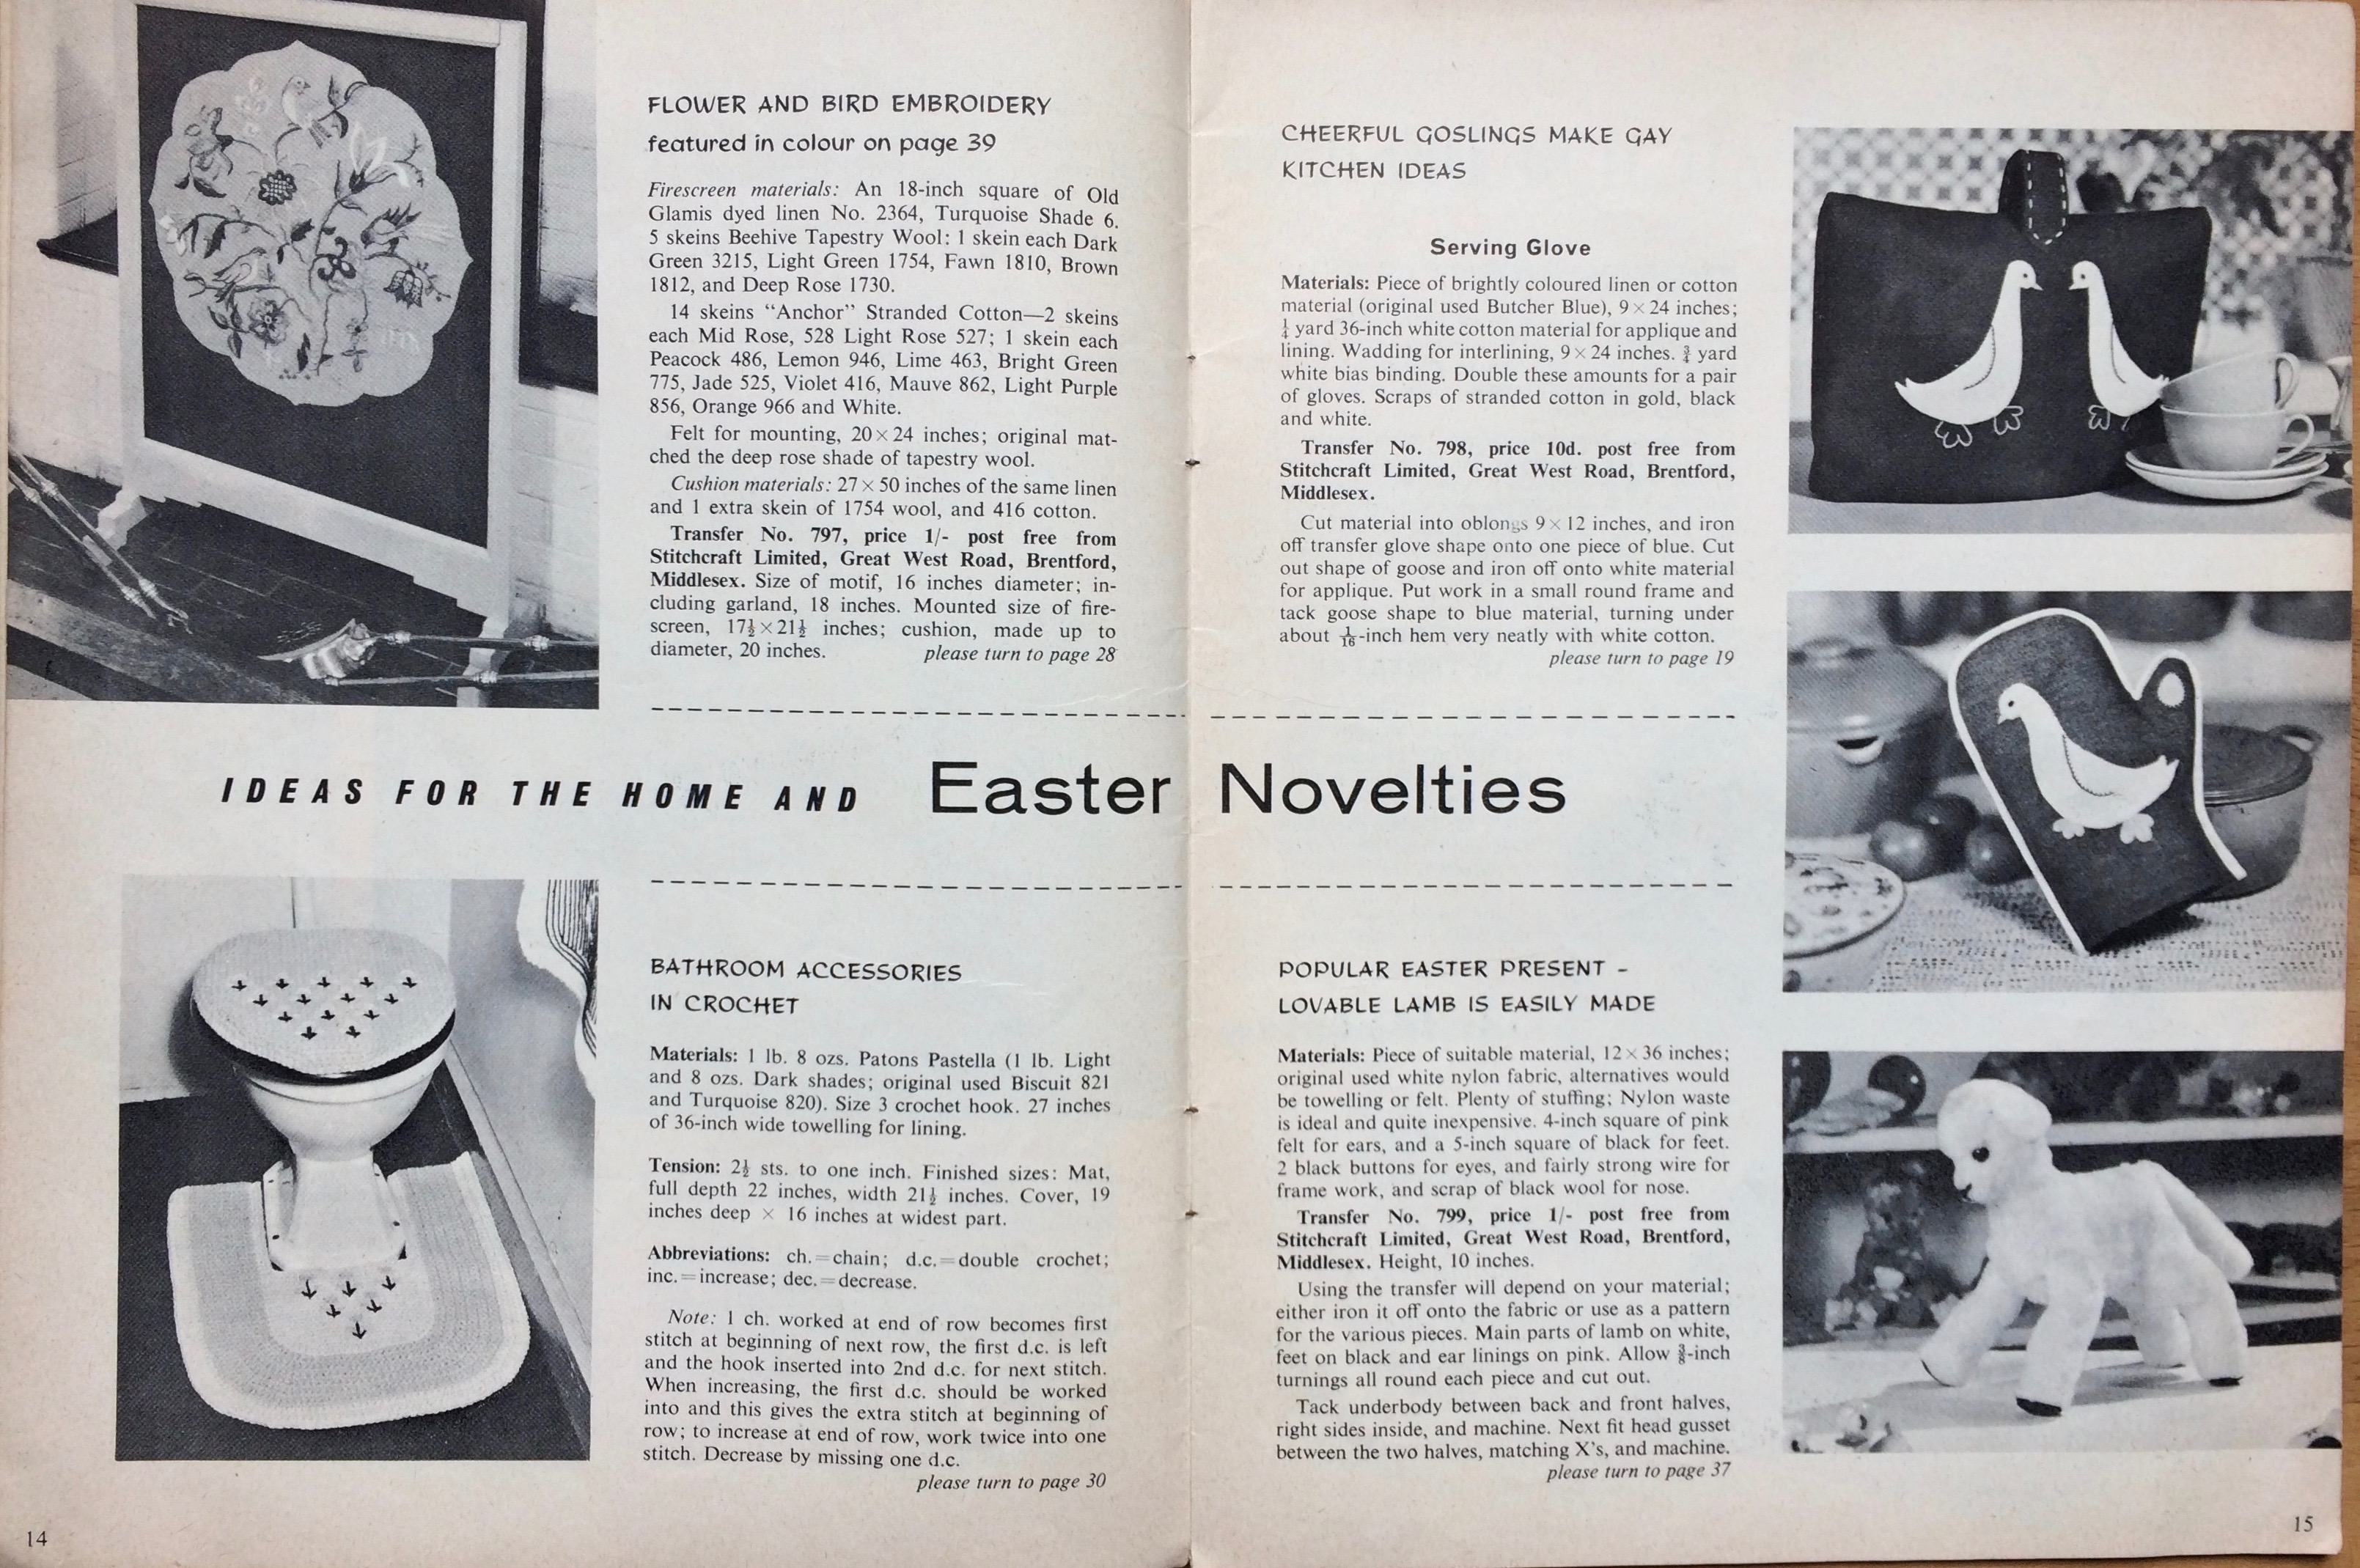 FLOWER AND BIRD EMBROIDERY
featured in colour on page 39
Firescreen materials: An 18-inch square of Old
Glamis dyed linen No. 2364, Turquoise Shade 6.
5 skeins Beehive Tapestry Wool: 1 skein each Dark
Green 3215, Light Green 1754, Fawn 1810, Brown
1812, and Deep Rose 1730.
14 skeins “Anchor” Stranded Cotton—2 skeins
each Mid Rose, 528 Light Rose 527; 1 skein each
Peacock 486, Lemon 946, Lime 463, Bright Green
775, Jade 525, Violet 416, Mauve 862, Light Purple
856, Orange 966 and White.
Felt for mounting, 20×24 inches; original mat-
ched the deep rose shade of tapestry wool.
Cushion materials: 27×50 inches of the same linen
and 1 extra skein of 1754 wool, and 416 cotton.
Transfer No. 797, price 1/- post free from
Stitchcraft Limited, Great West Road, Brentford,
Middlesex. Size of motif, 16 inches diameter; in-
cluding garland, 18 inches. Mounted size of fire-
screen, 17½×21½ inches; cushion, made up to
diameter, 20 inches. please turn to page 28
CHEERFUL GOSLINGS MAKE GAY
KITCHEN IDEAS
Serving Glove
Materials: Piece of brightly coloured linen or cotton
material (original used Butcher Blue), 9×24 inches;
¼ yard 36-inch white cotton material for applique and
lining. Wadding for interlining, 9×24 inches. ¾ yard
white bias binding. Double these amounts for a pair
of gloves. Scraps of stranded cotton in gold, black
and white.
Transfer No. 798, price 10d. post free from
Stitchcraft Limited, Great West Road, Brentford,
Middlesex.
Cut material into oblongs 9×12 inches, and iron
off transfer glove shape onto one piece of blue. Cut
out shape of goose and iron off onto white material
for applique. Put work in a small round frame and
tack goose shape to blue material, turning under
about 1/16-inch hem very neatly with white cotton.
please turn to page 19
IDEAS FOR THE HOME AND Easter Novelties
BATHROOM ACCESSORIES
IN CROCHET
Materials: 1 lb. 8 ozs. Patons Pastella (1 lb. Light
and 8 ozs. Dark shades; original used Biscuit 821
and Turquoise 820). Size 3 crochet hook. 27 inches
of 36-inch wide towelling for lining.
Tension: 2½ sts. to one inch. Finished sizes: Mat,
full depth 22 inches, width 21½ inches. Cover, 19
inches deep × 16 inches at widest part.
Abbreviations: ch.=chain; d.c.=double crochet;
inc.=increase; dec.=decrease.
Note: 1 ch. worked at end of row becomes first
stitch at beginning of next row, the first d.c. is left
and the hook inserted into 2nd d.c. for next stitch.
When increasing, the first d.c. should be worked
into and this gives the extra stitch at beginning of
row; to increase at end of row, work twice into one
stitch. Decrease by missing one d.c.
please turn to page 30
14
POPULAR EASTER PRESENT –
LOVABLE LAMB IS EASILY MADE
Materials: Piece of suitable material, 12×36 inches;
original used white nylon fabric, alternatives would
be towelling or felt. Plenty of stuffing; Nylon waste
is ideal and quite inexpensive. 4-inch square of pink
felt for ears, and a 5-inch square of black for feet.
2 black buttons for eyes, and fairly strong wire for
frame work, and scrap of black wool for nose.
Transfer No. 799, price 1/- post free from
Stitchcraft Limited, Great West Road, Brentford,
Middlesex. Height, 10 inches.
Using the transfer will depend on your material;
either iron it off onto the fabric or use as a pattern
for the various pieces. Main parts of lamb on white,
feet on black and ear linings on pink. Allow ⅜-inch
turnings all round each piece and cut out.
Tack underbody between back and front halves,
right sides inside, and machine. Next fit head gusset
between the two halves, matching X’s, and machine.
please turn to page 37
15